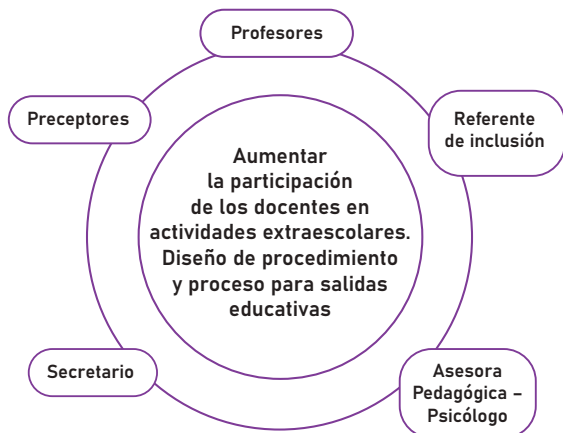 Profesores
Preceptores
Referente
de inclusión
Aumentar
la participación
de los docentes en
actividades extraescolares.
Diseño de procedimiento
y proceso para salidas
educativas
Secretario
Asesora
Pedagógica –
Psicólogo